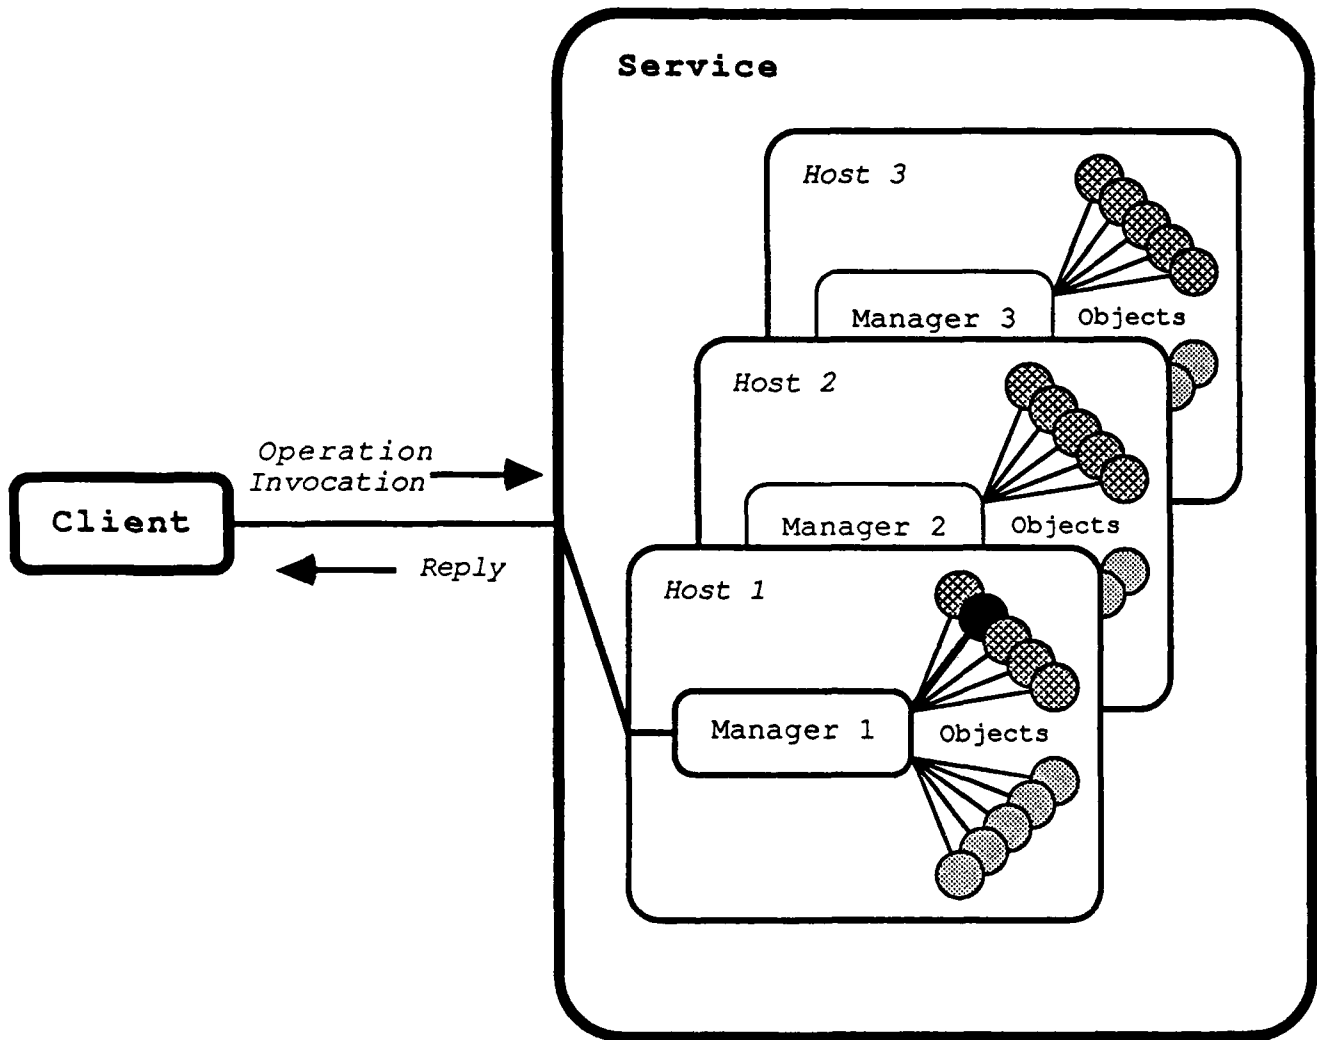 Service
Host 3
Manager 3
Objects
Host 2
Operation
Invocation
Client
Manager 2
Objects
Reply
Host 1
Manager 1
Objects